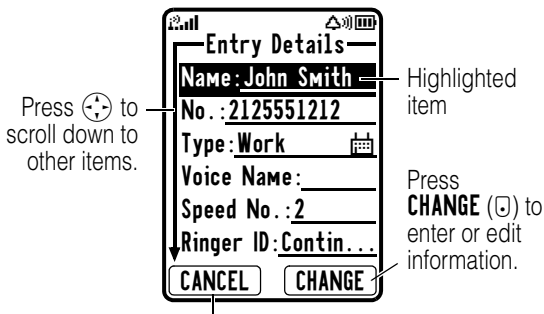 Entry Details
Name:John Smith
No.:2125551212
Type:Work
Voice Name:
Speed No.:2
Ringer ID:Contin...
CANCEL CHANGE
Press to
scroll down to
other items.
Highlighted
item
Press
CHANGE () to
enter or edit
information.